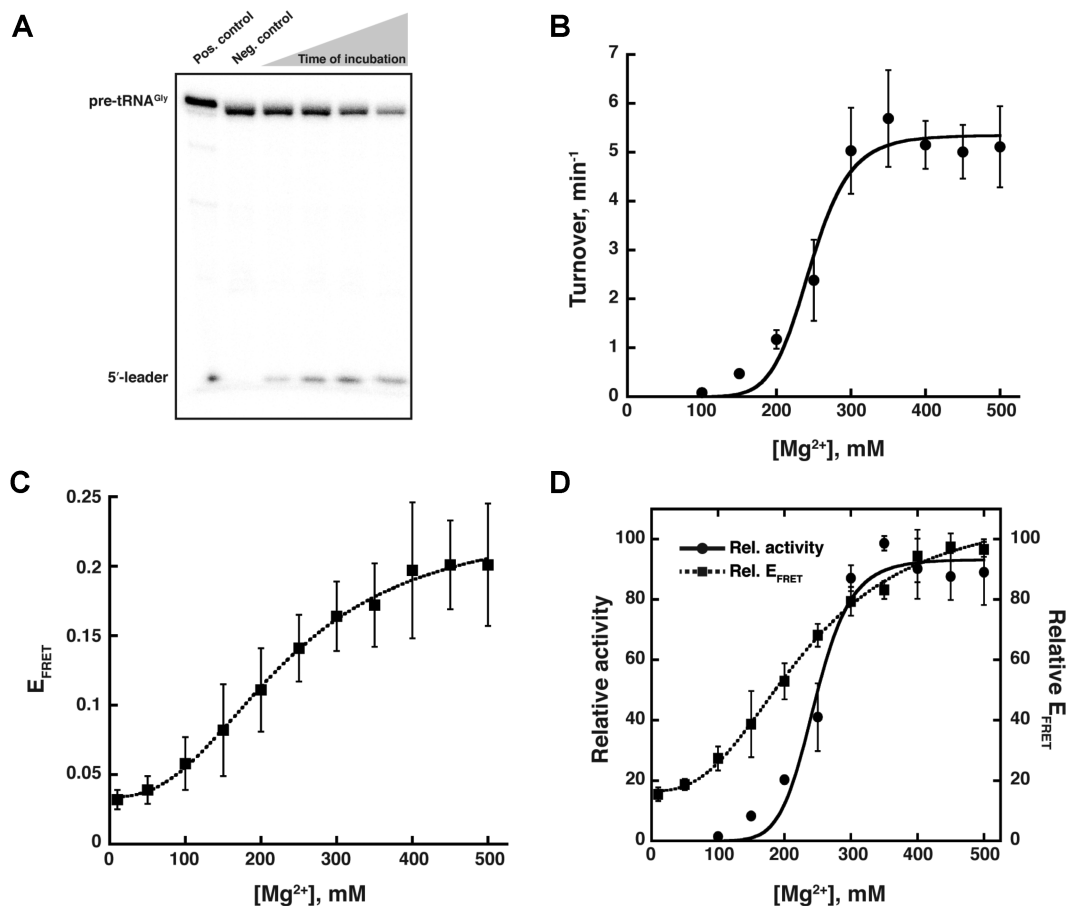 A
Pos. control
Neg. control
Time of incubation
pre-tRNAGly
5′-leader
B
Turnover, min-1
7
6
5
4
3
2
1
0
0 100 200 300 400 500
[Mg2+], mM
C
EFRET
0.25
0.2
0.15
0.1
0.05
0
0 100 200 300 400 500
[Mg2+], mM
D
Relative activity
100
80
60
40
20
0
Rel. activity
Rel. EFRET
100
80
60
40
20
0
Relative EFRET
0 100 200 300 400 500
[Mg2+], mM